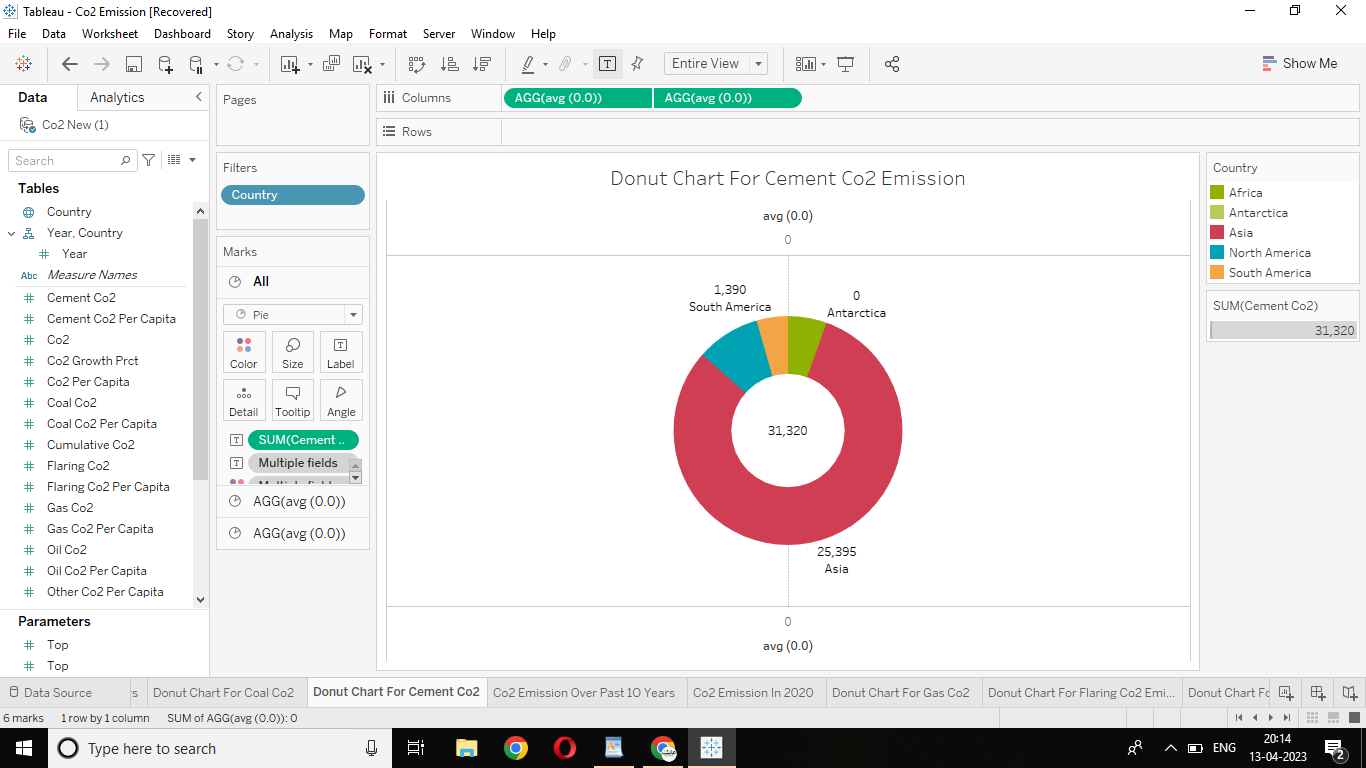 Tableau - Co2 Emission [Recovered]
File Data Worksheet Dashboard Story Analysis Map Format Server Window Help
Entire View
Show Me
Data Analytics
Co2 New (1)
Search
Tables
Country
Year, Country
Year
Abc Measure Names
Cement Co2
Cement Co2 Per Capita
Co2
Co2 Growth Prct
Co2 Per Capita
Coal Co2
Coal Co2 Per Capita
Cumulative Co2
Flaring Co2
Flaring Co2 Per Capita
Gas Co2
Gas Co2 Per Capita
Oil Co2
Oil Co2 Per Capita
Other Co2 Per Capita
Parameters
Top
Top
Pages
Filters
Country
Marks
All
Pie
Color Size Label
Detail Tooltip Angle
SUM(Cement ..
Multiple fields
AGG(avg (0.0))
AGG(avg (0.0))
Columns AGG(avg (0.0)) AGG(avg (0.0))
Rows
Donut Chart For Cement Co2 Emission
avg (0.0)
0
1,390
South America
0
Antarctica
31,320
25,395
Asia
0
avg (0.0)
Country
Africa
Antarctica
Asia
North America
South America
SUM(Cement Co2)
31,320
Data Source Donut Chart For Coal Co2 Donut Chart For Cement Co2 Co2 Emission Over Past 10 Years Co2 Emission In 2020 Donut Chart For Gas Co2 Donut Chart For Flaring Co2 Emi... Donut Chart Fo
6 marks 1 row by 1 column SUM of AGG(avg (0.0)): 0
Type here to search
ENG
20:14
13-04-2023
2